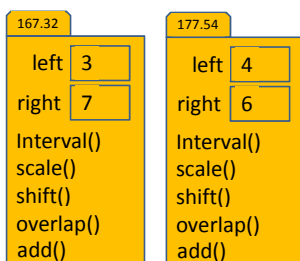 167.32
left 3
right 7
Interval()
scale()
shift()
overlap()
add()
177.54
left 4
right 6
Interval()
scale()
shift()
overlap()
add()